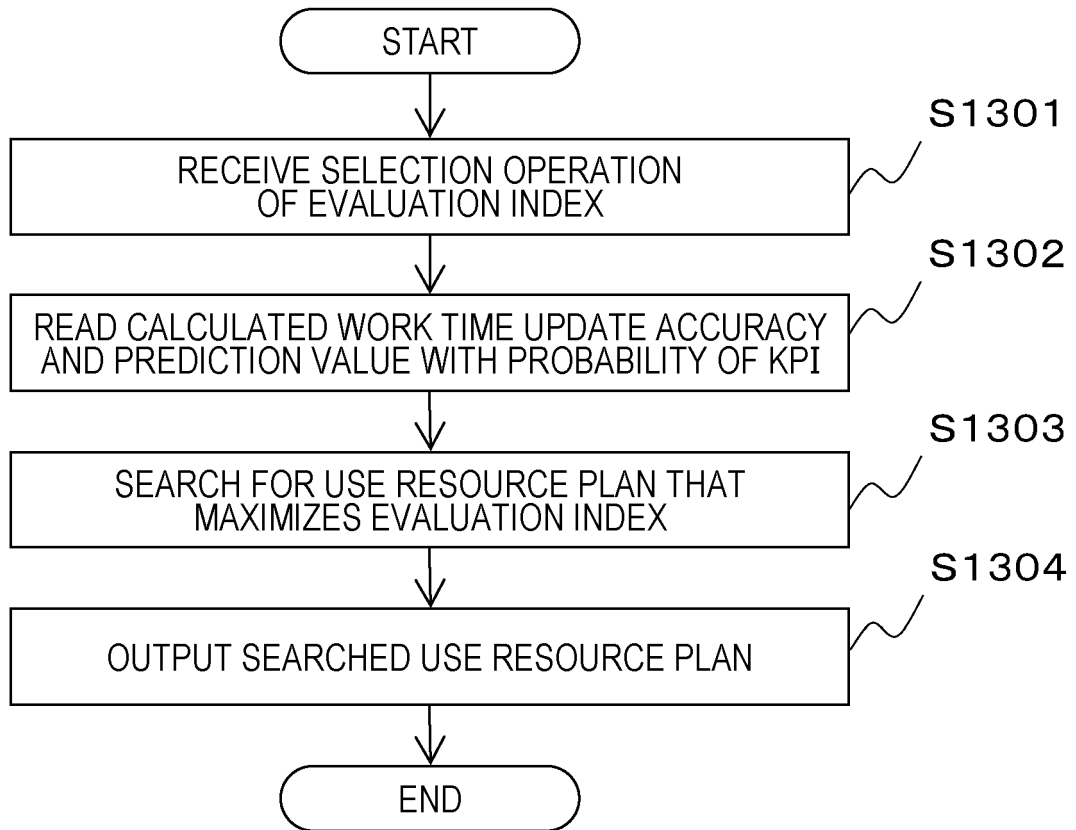 START
S1301
RECEIVE SELECTION OPERATION
OF EVALUATION INDEX
S1302
READ CALCULATED WORK TIME UPDATE ACCURACY
AND PREDICTION VALUE WITH PROBABILITY OF KPI
S1303
SEARCH FOR USE RESOURCE PLAN THAT
MAXIMIZES EVALUATION INDEX
S1304
OUTPUT SEARCHED USE RESOURCE PLAN
END